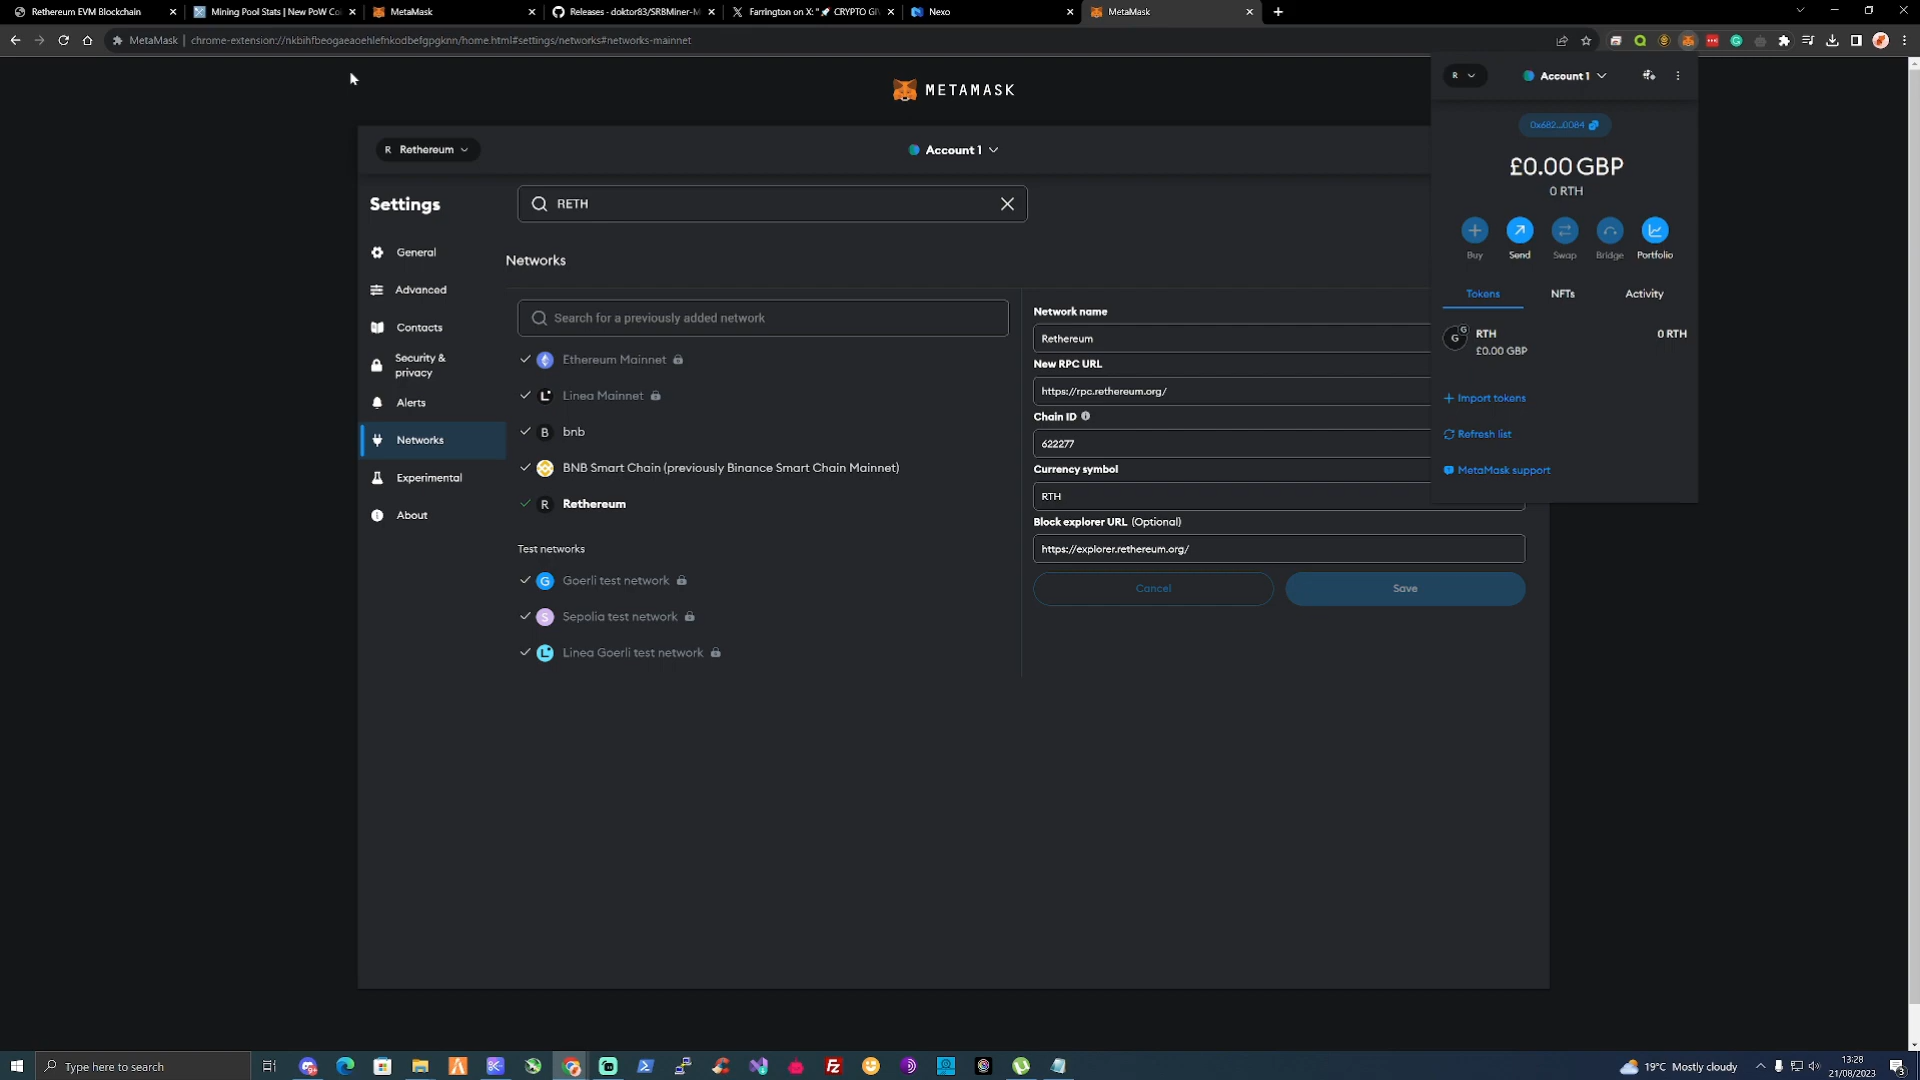 Rethereum EVM Blockchain
Mining Pool Stats | New PoW Co
MetaMask
Releases · doktor83/SRBMiner-M
Farrington on X: "🚀 CRYPTO GIV
Nexo
MetaMask
MetaMask
chrome-extension://nkbihfbeogaeaoehlefnkodbefgpgknn/home.html#settings/networks#networks-mainnet
METAMASK
R Rethereum
Account 1
Settings
RETH
General
Advanced
Contacts
Security & privacy
Alerts
Networks
Experimental
About
Networks
Search for a previously added network
Ethereum Mainnet
L Linea Mainnet
B bnb
BNB Smart Chain (previously Binance Smart Chain Mainnet)
R Rethereum
Test networks
G Goerli test network
S Sepolia test network
L Linea Goerli test network
Network name
Rethereum
New RPC URL
https://rpc.rethereum.org/
Chain ID
622277
Currency symbol
RTH
Block explorer URL (Optional)
https://explorer.rethereum.org/
Cancel
Save
R
Account 1
0x682...0084
£0.00 GBP
0 RTH
Buy
Send
Swap
Bridge
Portfolio
Tokens
NFTs
Activity
G G
RTH
0 RTH
£0.00 GBP
Import tokens
Refresh list
MetaMask support
Type here to search
19°C Mostly cloudy
13:28
21/08/2023
3